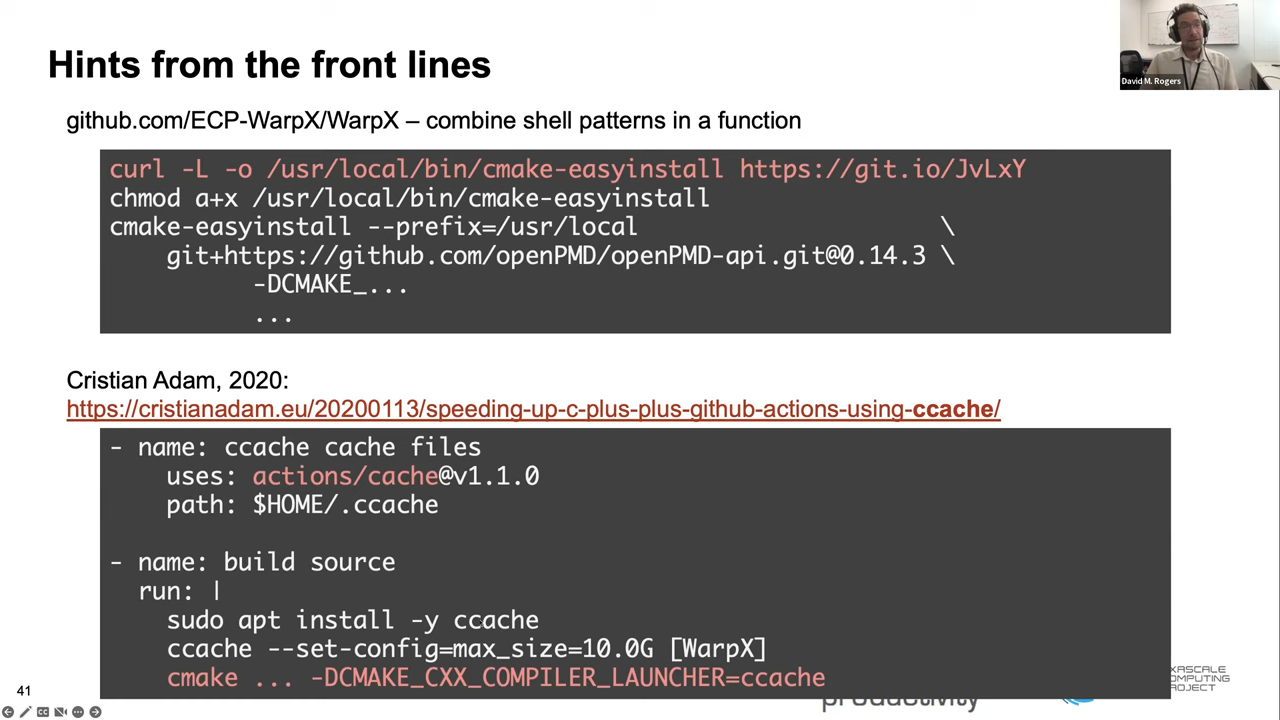 Hints from the front lines
David M. Rogers
github.com/ECP-WarpX/WarpX – combine shell patterns in a function
curl -L -o /usr/local/bin/cmake-easyinstall https://git.io/JvLxY
chmod a+x /usr/local/bin/cmake-easyinstall
cmake-easyinstall --prefix=/usr/local \
git+https://github.com/openPMD/openPMD-api.git@0.14.3 \
-DCMAKE_...
...
Cristian Adam, 2020:
https://cristianadam.eu/20200113/speeding-up-c-plus-plus-github-actions-using-ccache/
- name: ccache cache files
uses: actions/cache@v1.1.0
path: $HOME/.ccache
- name: build source
run: |
sudo apt install -y ccache
ccache --set-config=max_size=10.0G [WarpX]
cmake ... -DCMAKE_CXX_COMPILER_LAUNCHER=ccache
41
productivity
XASCALE
OMPUTING
ROJECT